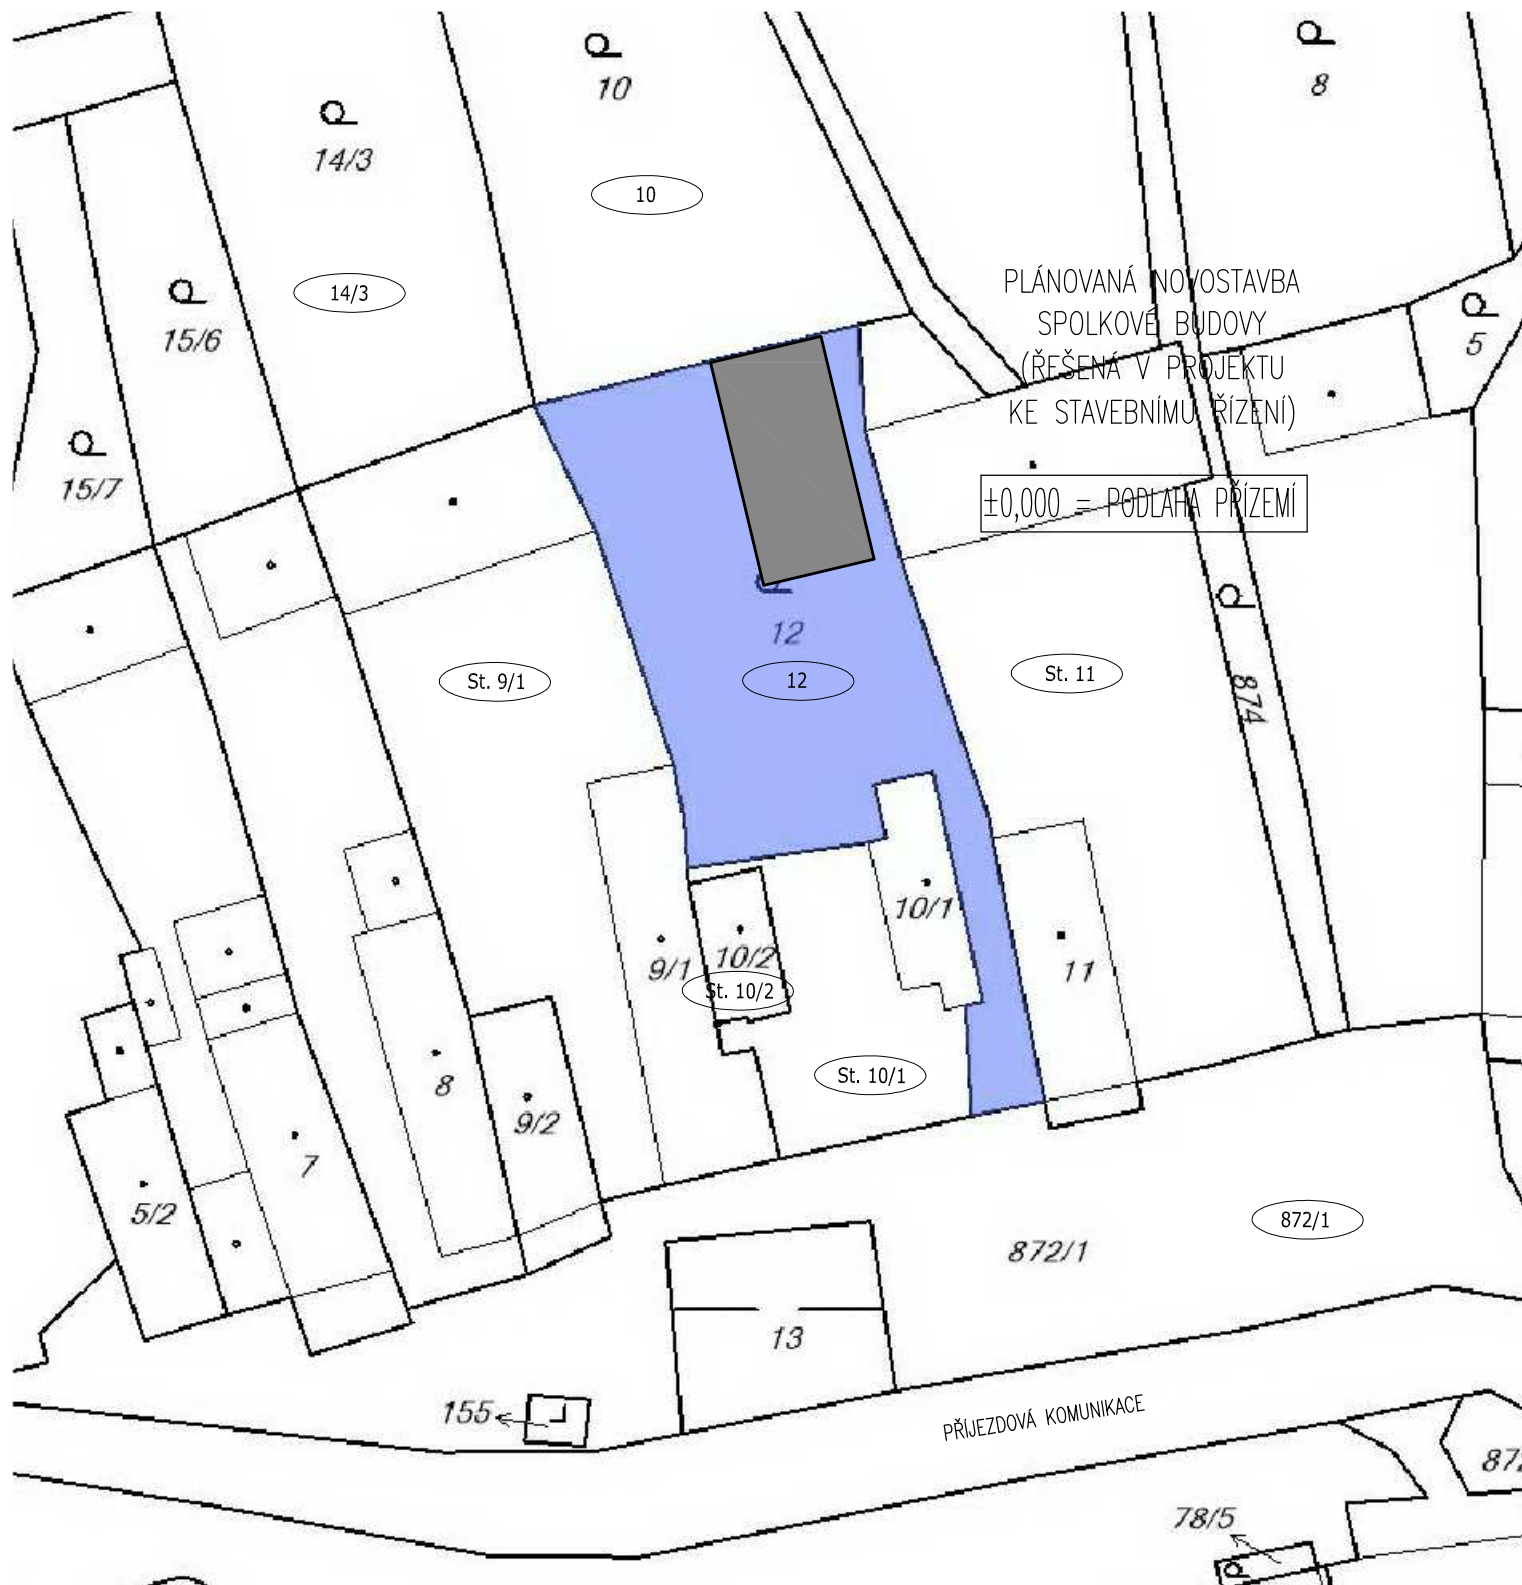 10
8
14/3
10
14/3
PLÁNOVANÁ NOVOSTAVBA
SPOLKOVÉ BUDOVY
(ŘEŠENÁ V PROJEKTU
KE STAVEBNÍMU ŘÍZENÍ)
15/6
5
15/7
±0,000 = PODLAHA PŘÍZEMÍ
12
St. 9/1
12
St. 11
874
10/1
9/1
10/2
11
St. 10/2
St. 10/1
8
9/2
7
5/2
872/1
872/1
13
155
PŘÍJEZDOVÁ KOMUNIKACE
78/5